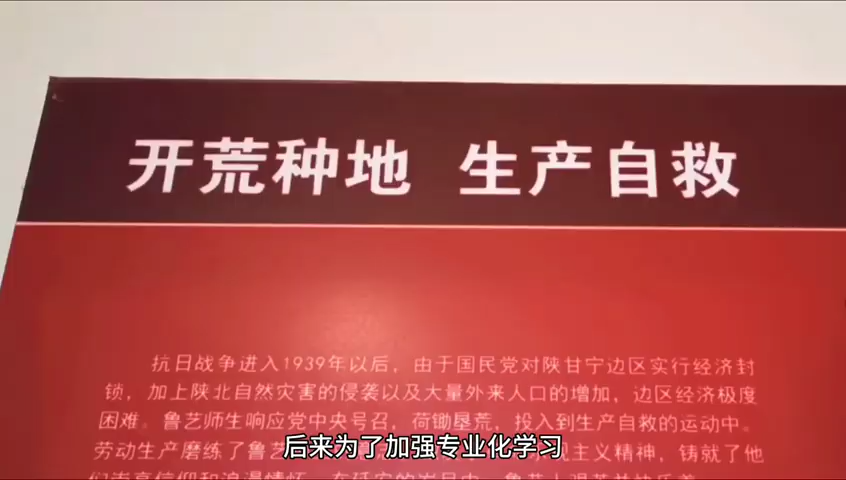 开荒种地 生产自救
抗日战争进入1939年以后，由于国民党对陕甘宁边区实行经济封
锁，加上陕北自然灾害的侵袭以及大量外来人口的增加，边区经济极度
困难。鲁艺师生响应党中央号召，荷锄垦荒，投入到生产自救的运动中。
劳动生产磨练了鲁艺
观主义精神，铸就了他
后来为了加强专业化学习